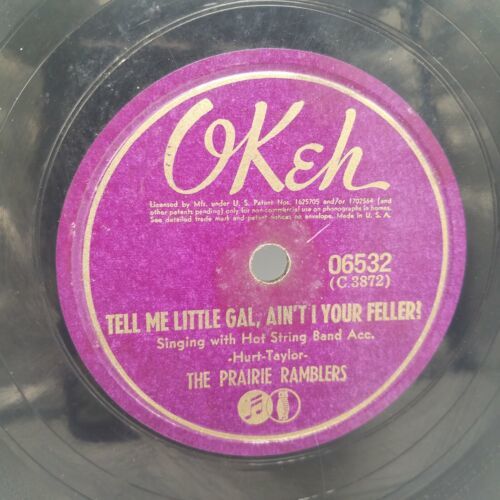 OKeh
Licensed by Mfr. under U. S. Patent Nos. 1625705 and/or 1702564 (and
other patents pending) only for non-commercial use on phonographs in homes.
See detailed trade mark and patent notices on envelope. Made in U. S. A.
06532
(C.3872)
TELL ME LITTLE GAL, AIN'T I YOUR FELLER?
Singing with Hot String Band Acc.
-Hurt-Taylor-
THE PRAIRIE RAMBLERS